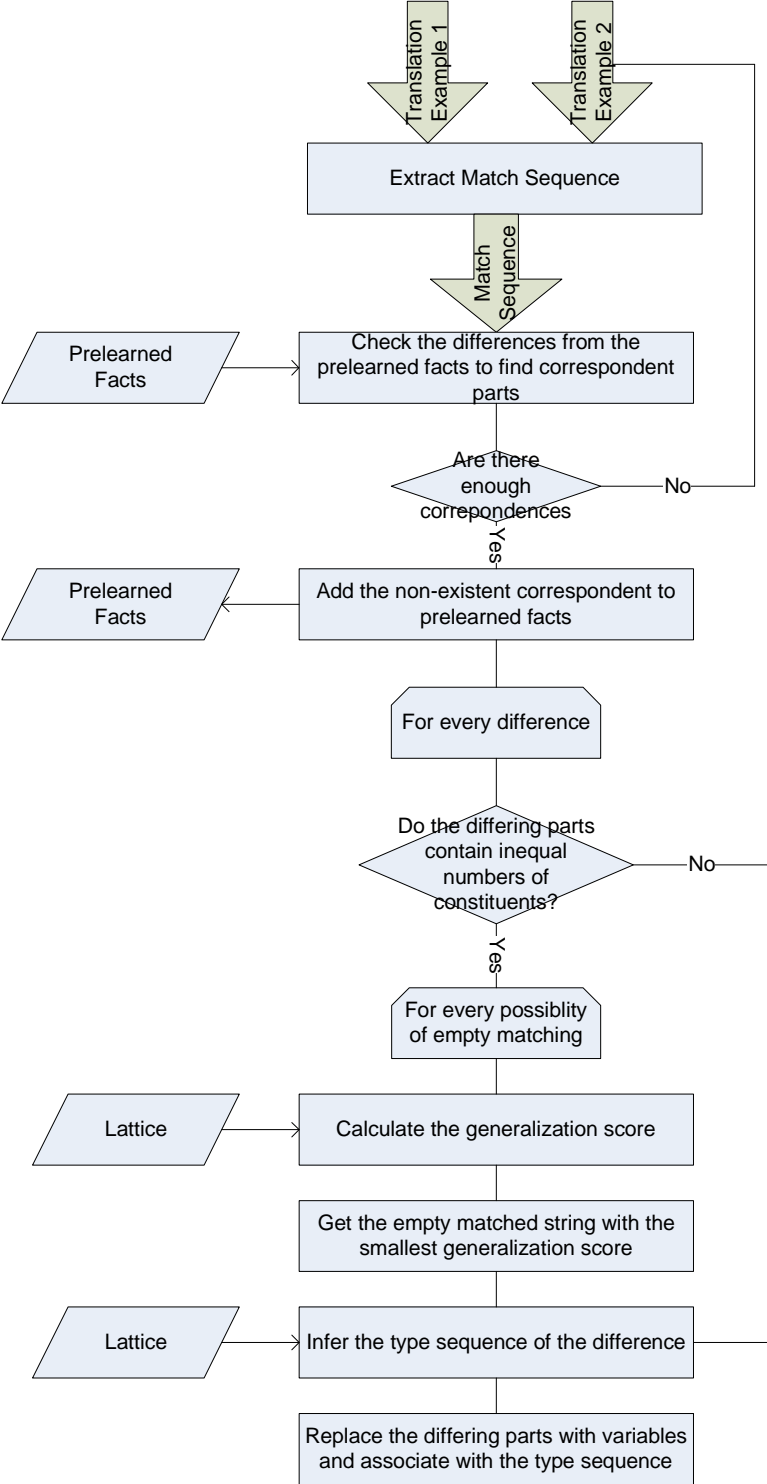 Translation
Example 1
Translation
Example 2
Extract Match Sequence
Match
Sequence
Prelearned
Facts
Check the differences from the
prelearned facts to find correspondent
parts
Are there
enough
correpondences
No
Yes
Prelearned
Facts
Add the non-existent correspondent to
prelearned facts
For every difference
Do the differing parts
contain inequal
numbers of
constituents?
No
Yes
For every possiblity
of empty matching
Lattice
Calculate the generalization score
Get the empty matched string with the
smallest generalization score
Lattice
Infer the type sequence of the difference
Replace the differing parts with variables
and associate with the type sequence